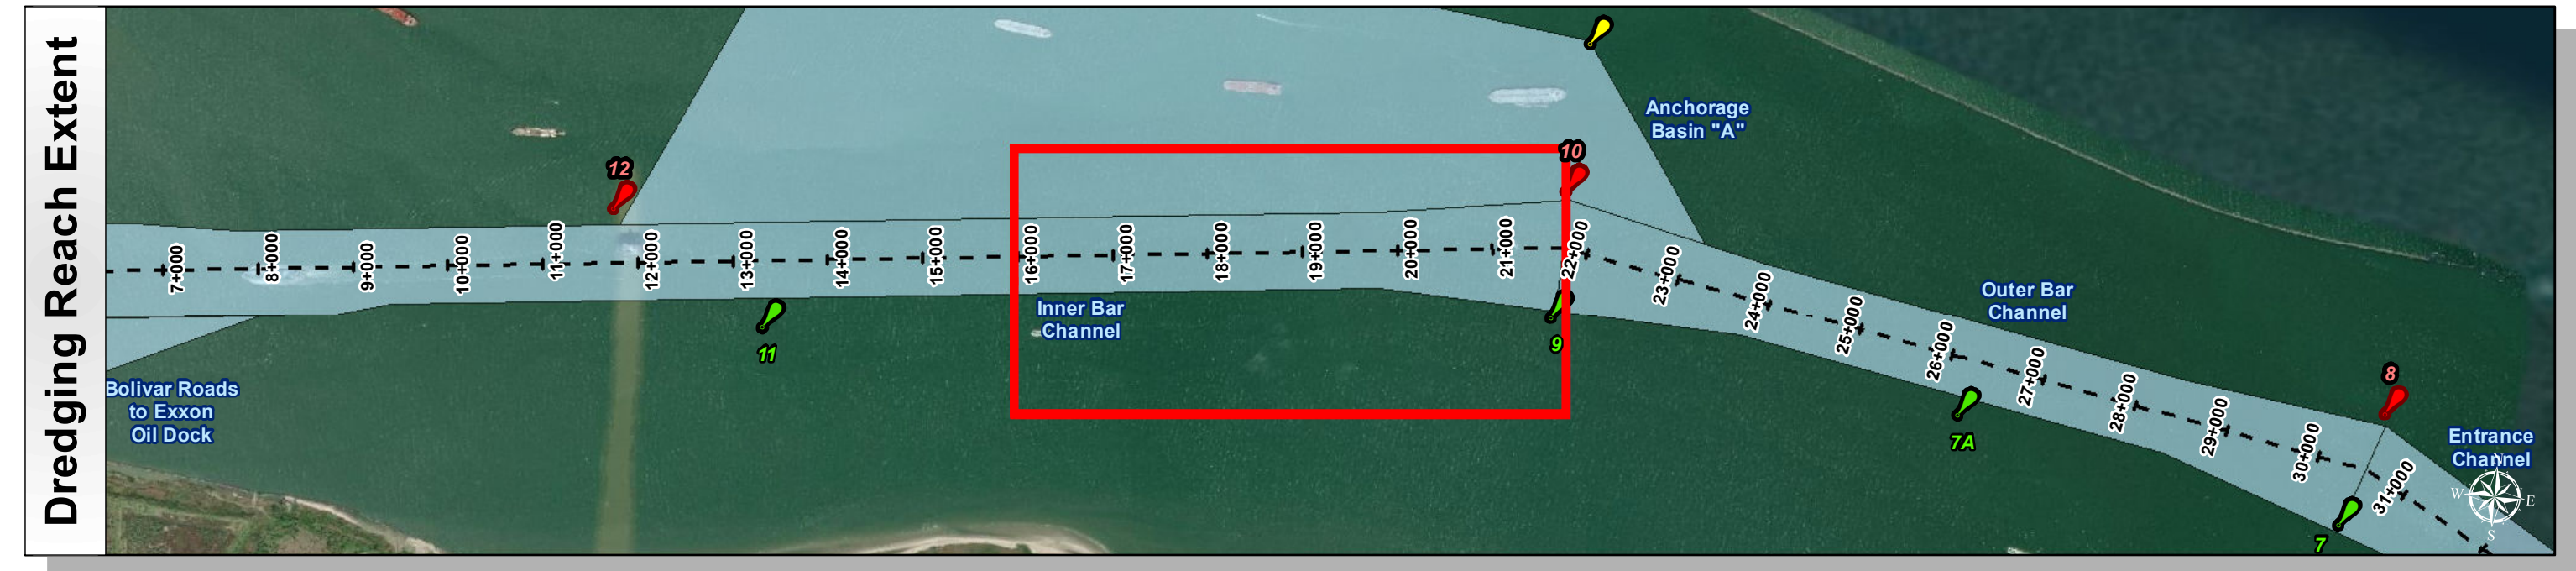 Dredging Reach Extent
12
10
Anchorage
Basin "A"
7+000
8+000
9+000
10+000
11+000
12+000
13+000
14+000
15+000
16+000
17+000
18+000
19+000
20+000
21+000
22+000
23+000
24+000
25+000
26+000
27+000
28+000
29+000
30+000
31+000
Inner Bar
Channel
Outer Bar
Channel
11
9
7A
8
7
Bolivar Roads
to Exxon
Oil Dock
Entrance
Channel
N
W
E
S